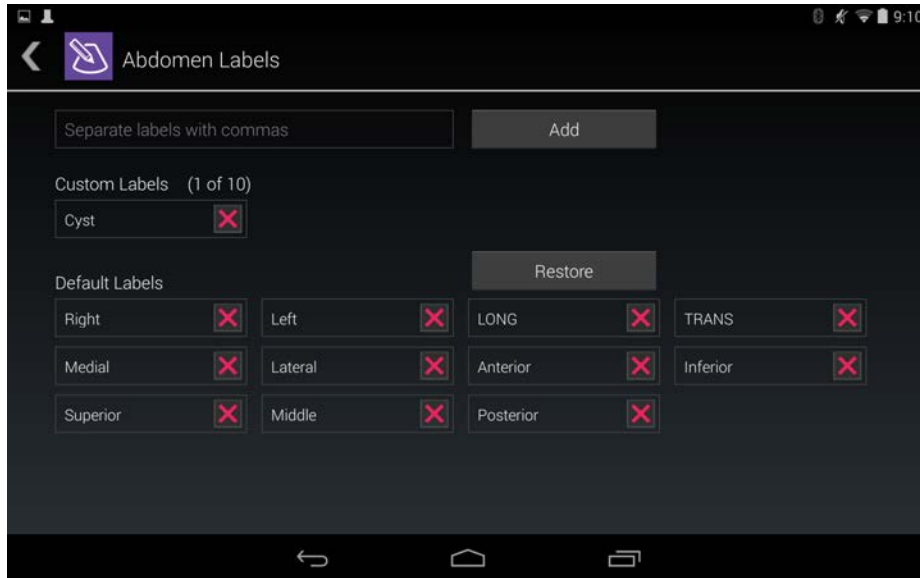 9:10
Abdomen Labels
Separate labels with commas Add
Custom Labels (1 of 10)
Cyst
Restore
Default Labels
Right Left LONG TRANS
Medial Lateral Anterior Inferior
Superior Middle Posterior